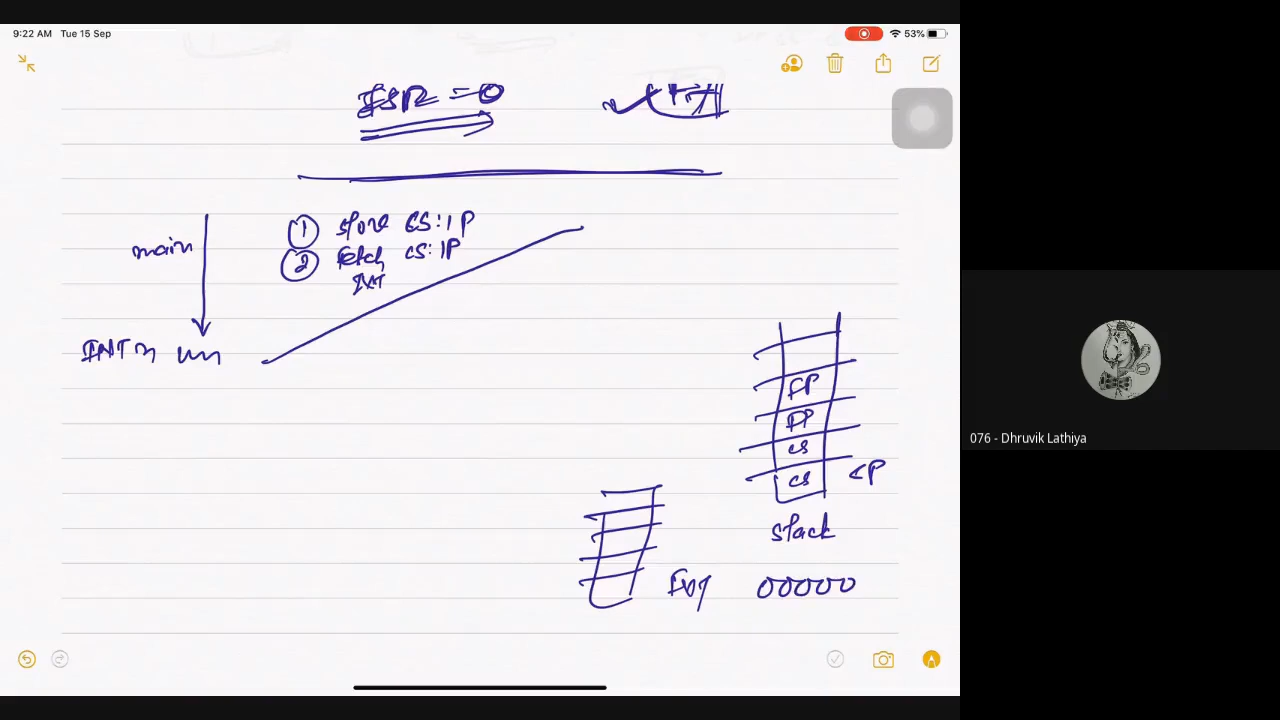 9:22 AM Tue 15 Sep
53%
ISR = 0
main
① store CS:IP
② Fetch CS:IP
IVT
INT n
IP
IP
CS
CS
stack
IVT 00000
076 - Dhruvik Lathiya